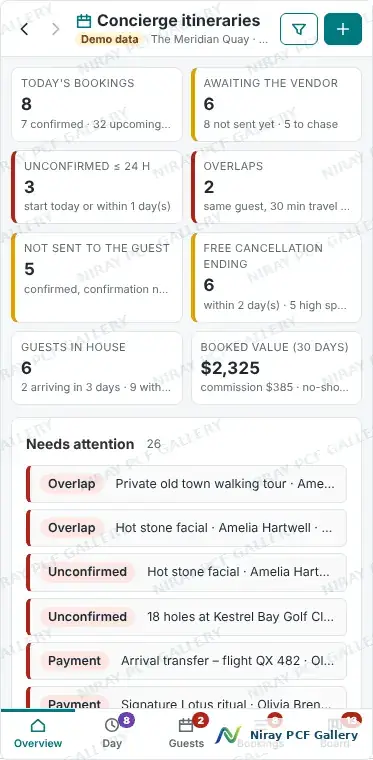 Concierge itineraries
Demo data The Meridian Quay · ...
TODAY'S BOOKINGS
8
7 confirmed · 32 upcoming...
AWAITING THE VENDOR
6
8 not sent yet · 5 to chase
UNCONFIRMED ≤ 24 H
3
start today or within 1 day(s)
OVERLAPS
2
same guest, 30 min travel ...
NOT SENT TO THE GUEST
5
confirmed, confirmation n...
FREE CANCELLATION
ENDING
6
within 2 day(s) · 5 high sp...
GUESTS IN HOUSE
6
2 arriving in 3 days · 9 with...
BOOKED VALUE (30 DAYS)
$2,325
commission $385 · no-sho...
Needs attention 26
Overlap Private old town walking tour · Ame...
Overlap Hot stone facial · Amelia Hartwell · ...
Unconfirmed Hot stone facial · Amelia Hart...
Unconfirmed 18 holes at Kestrel Bay Golf Cl...
Payment Arrival transfer – flight QX 482 · Ol...
Payment Signature Lotus ritual · Olivia Bren...
8 2
Overview Day Guests Bookings Board
Niray PCF Gallery
NIRAY PCF GALLERY